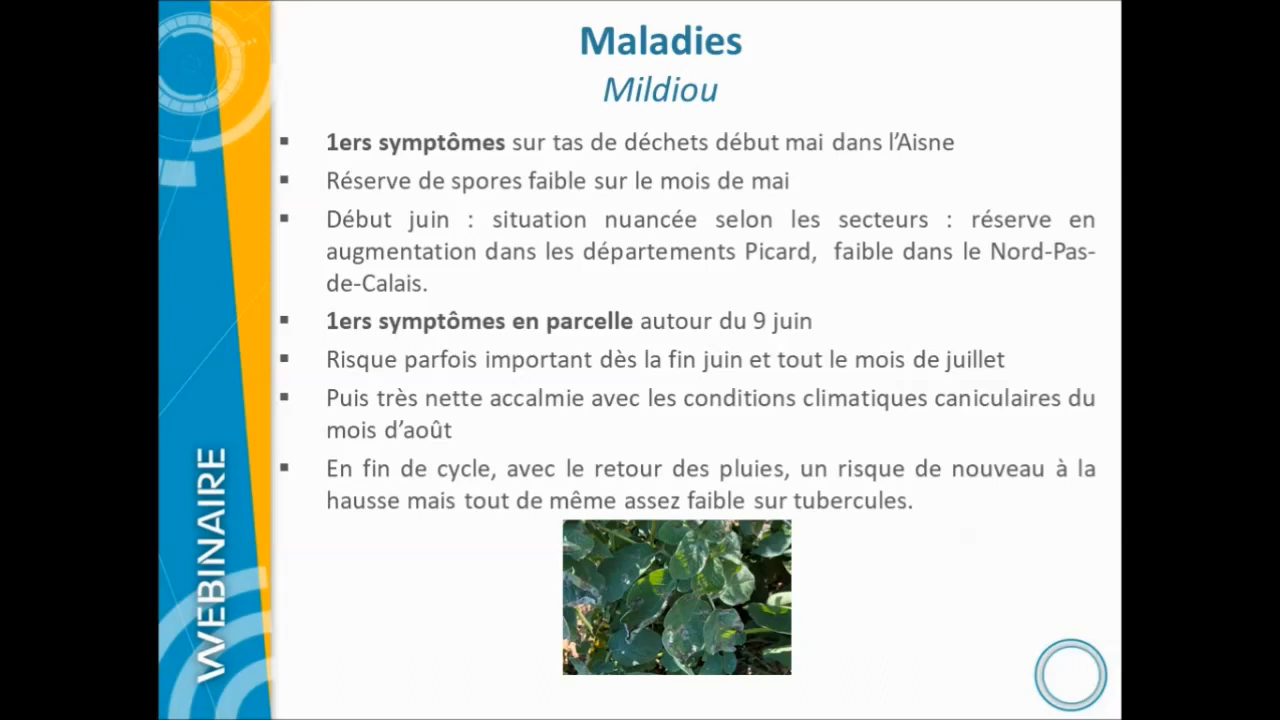 Maladies
Mildiou
▪ 1ers symptômes sur tas de déchets début mai dans l’Aisne
▪ Réserve de spores faible sur le mois de mai
▪ Début juin : situation nuancée selon les secteurs : réserve en
augmentation dans les départements Picard, faible dans le Nord-Pas-
de-Calais.
▪ 1ers symptômes en parcelle autour du 9 juin
▪ Risque parfois important dès la fin juin et tout le mois de juillet
▪ Puis très nette accalmie avec les conditions climatiques caniculaires du
mois d’août
▪ En fin de cycle, avec le retour des pluies, un risque de nouveau à la
hausse mais tout de même assez faible sur tubercules.
WEBINAIRE